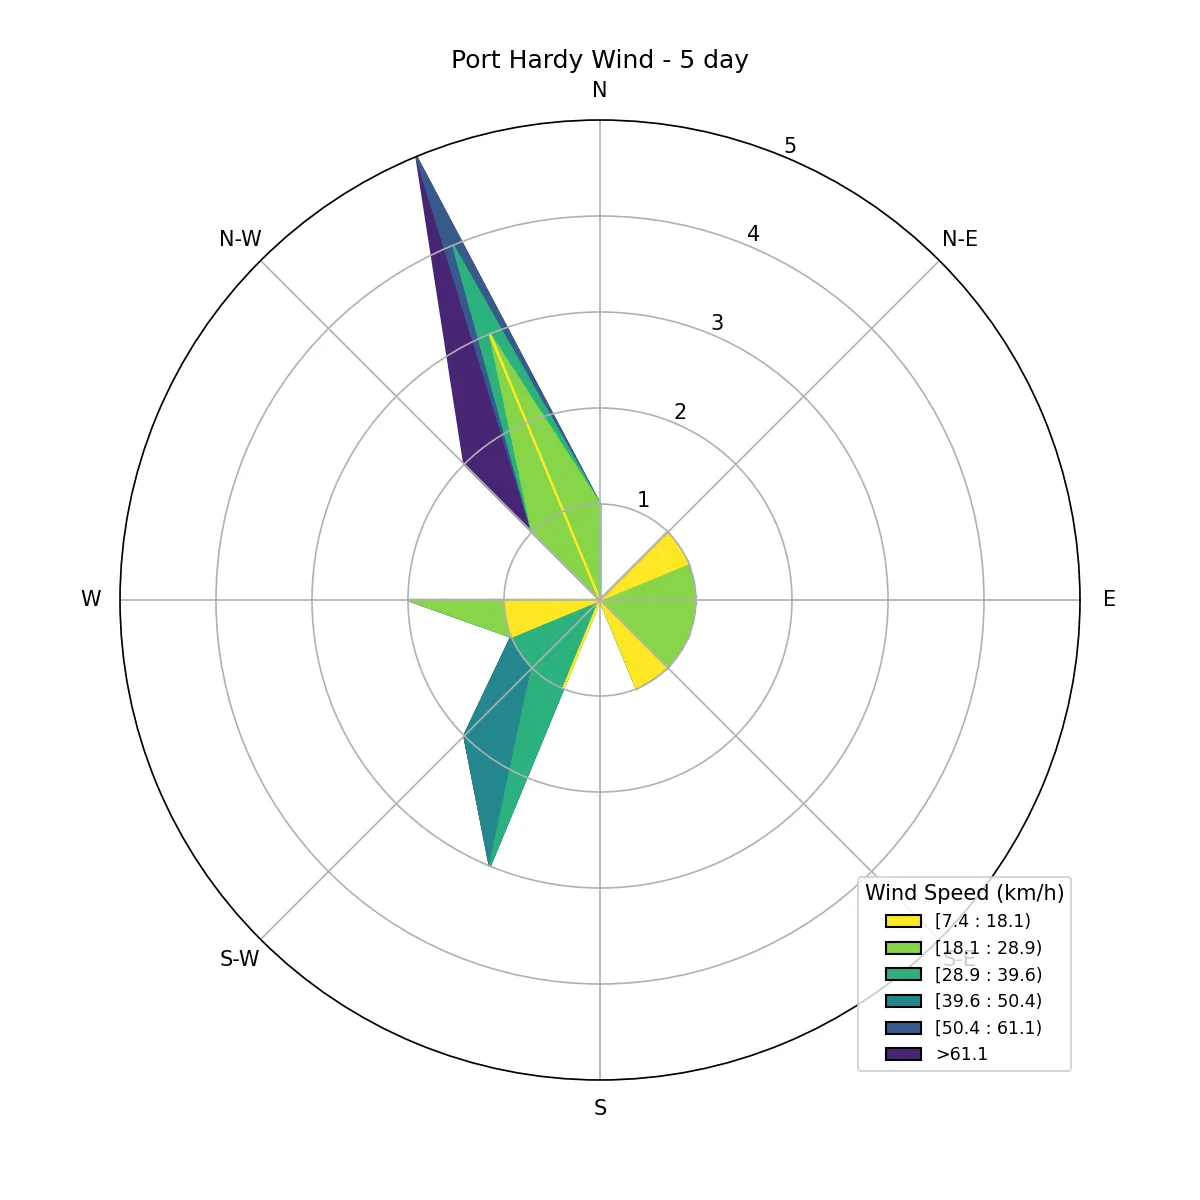 Port Hardy Wind - 5 day
N
5
N-W
4
N-E
3
2
1
W
E
S-W
S-E
S
Wind Speed (km/h)
[7.4 : 18.1)
[18.1 : 28.9)
[28.9 : 39.6)
[39.6 : 50.4)
[50.4 : 61.1)
>61.1